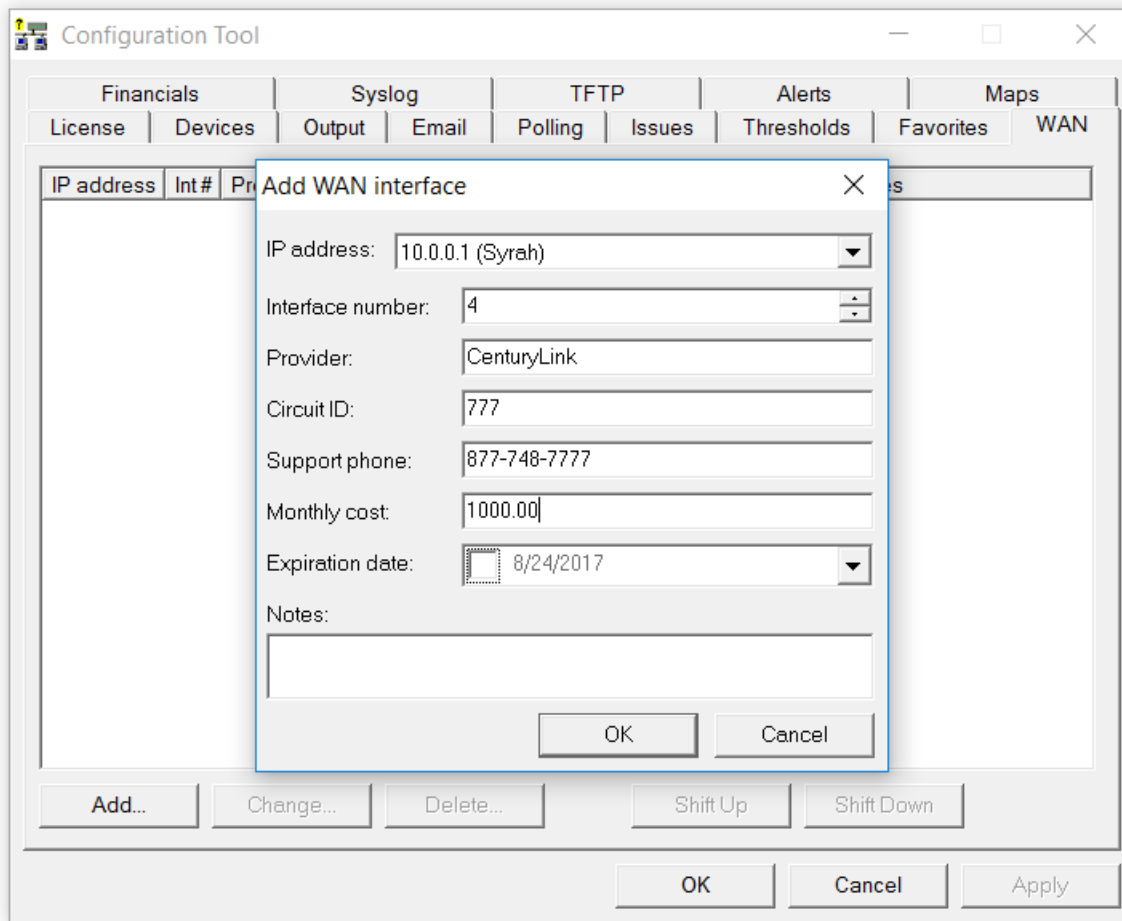 Configuration Tool
Financials Syslog TFTP Alerts Maps
License Devices Output Email Polling Issues Thresholds Favorites WAN
IP address Int #
Add WAN interface
IP address: 10.0.0.1 (Syrah)
Interface number: 4
Provider: CenturyLink
Circuit ID: 777
Support phone: 877-748-7777
Monthly cost: 1000.00
Expiration date: 8/24/2017
Notes:
OK Cancel
Add... Change... Delete... Shift Up Shift Down
OK Cancel Apply